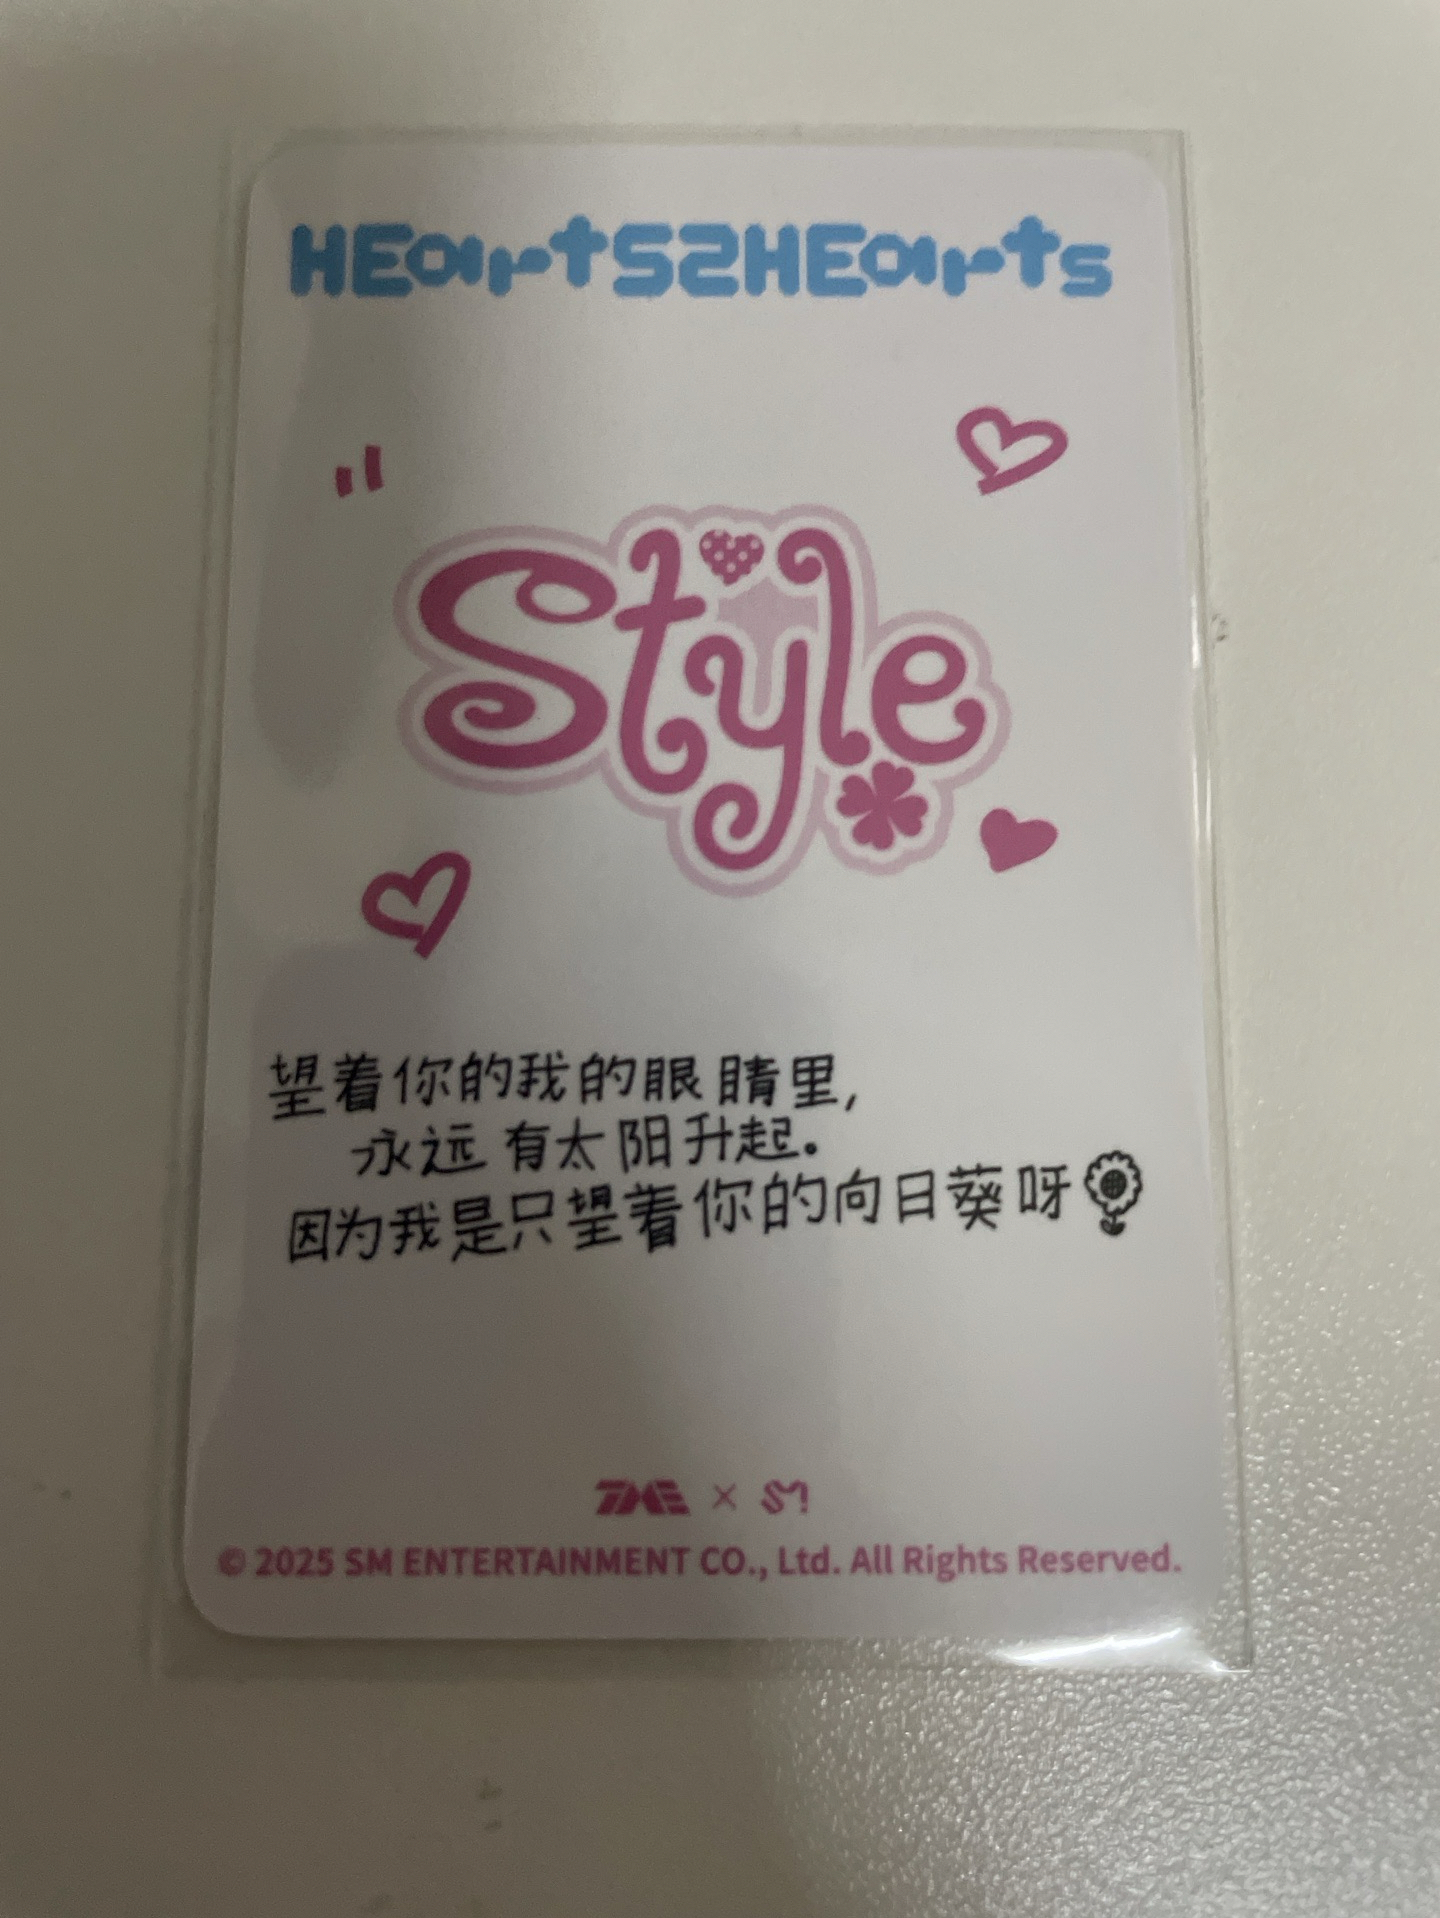 HEarts2HEarts
Style
望着你的我的眼睛里,
永远有太阳升起。
因为我是只望着你的向日葵呀
SM
© 2025 SM ENTERTAINMENT CO., Ltd. All Rights Reserved.